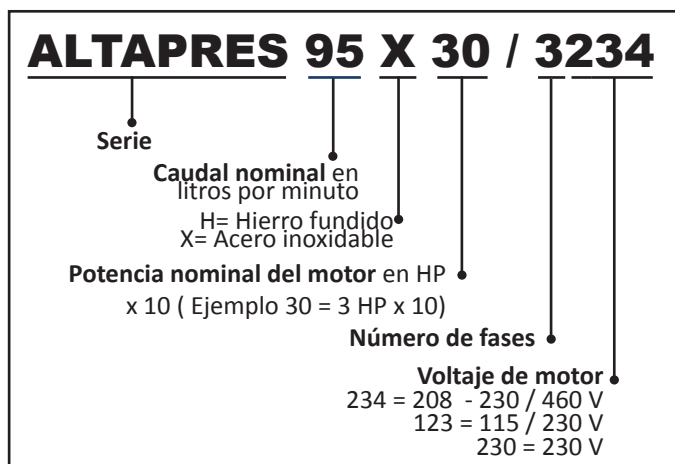 ALTAPRES 95 X 30 / 3234
Serie
Caudal nominal en
litros por minuto
H= Hierro fundido
X= Acero inoxidable
Potencia nominal del motor en HP
x 10 ( Ejemplo 30 = 3 HP x 10)
Número de fases
Voltaje de motor
234 = 208 - 230 / 460 V
123 = 115 / 230 V
230 = 230 V